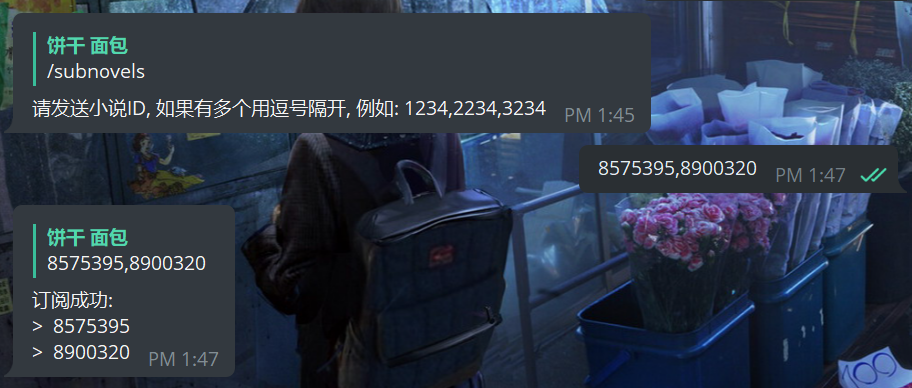 饼干 面包
/subnovels
请发送小说ID, 如果有多个用逗号隔开, 例如: 1234,2234,3234
PM 1:45
8575395,8900320
PM 1:47
饼干 面包
8575395,8900320
订阅成功:
> 8575395
> 8900320
PM 1:47
100